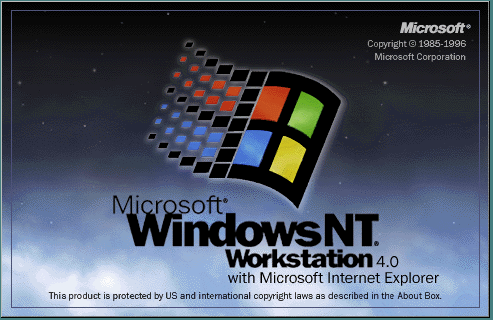 Microsoft®
Copyright © 1985-1996
Microsoft Corporation
Microsoft®
WindowsNT®
Workstation 4.0
with Microsoft Internet Explorer
This product is protected by US and international copyright laws as described in the About Box.